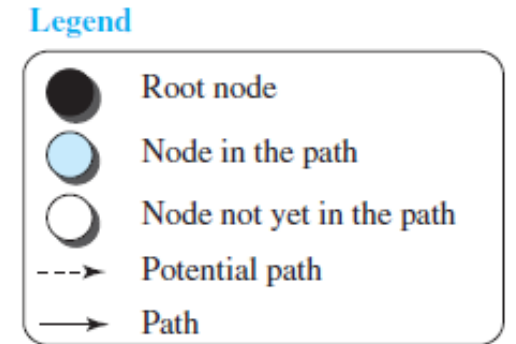 Legend
Root node
Node in the path
Node not yet in the path
Potential path
Path